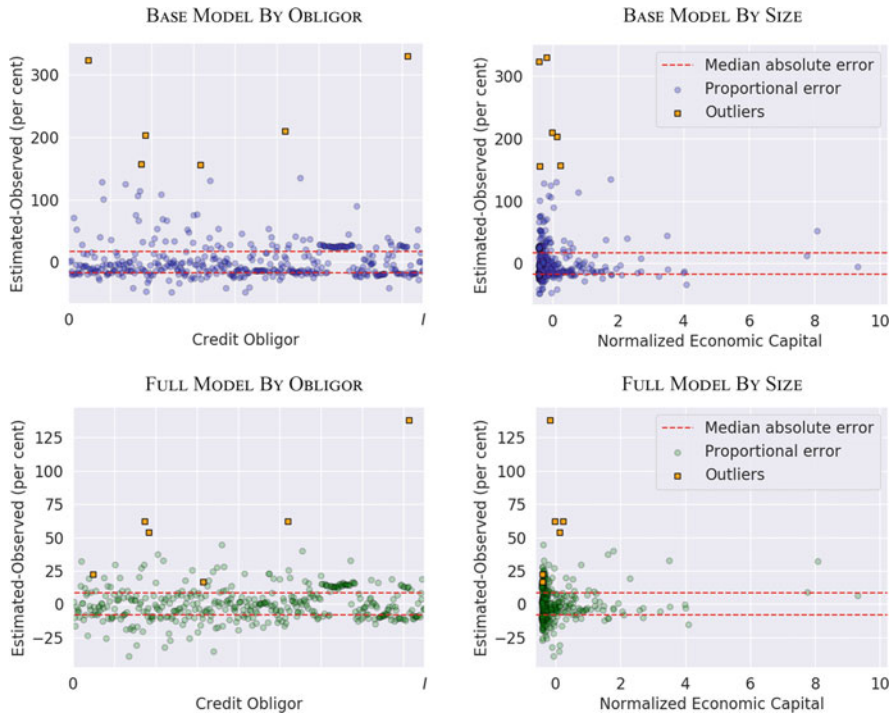 BASE MODEL BY OBLIGOR
Estimated-Observed (per cent)
300
200
100
0
0
I
Credit Obligor
BASE MODEL BY SIZE
Estimated-Observed (per cent)
300
250
200
150
100
50
0
Median absolute error
Proportional error
Outliers
0 2 4 6 8 10
Normalized Economic Capital
FULL MODEL BY OBLIGOR
Estimated-Observed (per cent)
125
100
75
50
25
0
−25
0
I
Credit Obligor
FULL MODEL BY SIZE
Estimated-Observed (per cent)
125
100
75
50
25
0
−25
Median absolute error
Proportional error
Outliers
0 2 4 6 8 10
Normalized Economic Capital